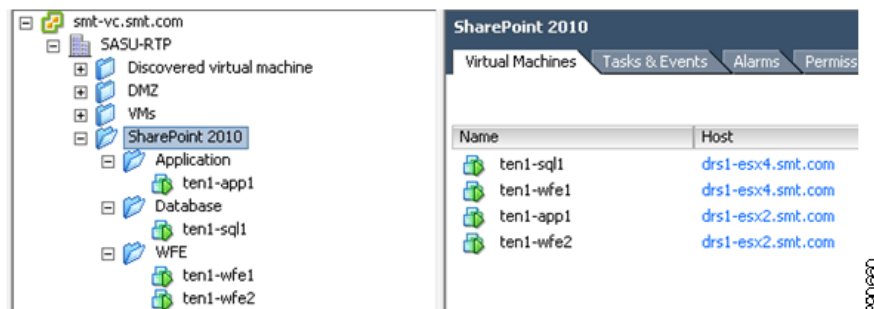 smt-vc.smt.com
SASU-RTP
Discovered virtual machine
DMZ
VMs
SharePoint 2010
Application
ten1-app1
Database
ten1-sql1
WFE
ten1-wfe1
ten1-wfe2
SharePoint 2010
Virtual Machines Tasks & Events Alarms Permiss
Name Host
ten1-sql1 drs1-esx4.smt.com
ten1-wfe1 drs1-esx4.smt.com
ten1-app1 drs1-esx2.smt.com
ten1-wfe2 drs1-esx2.smt.com